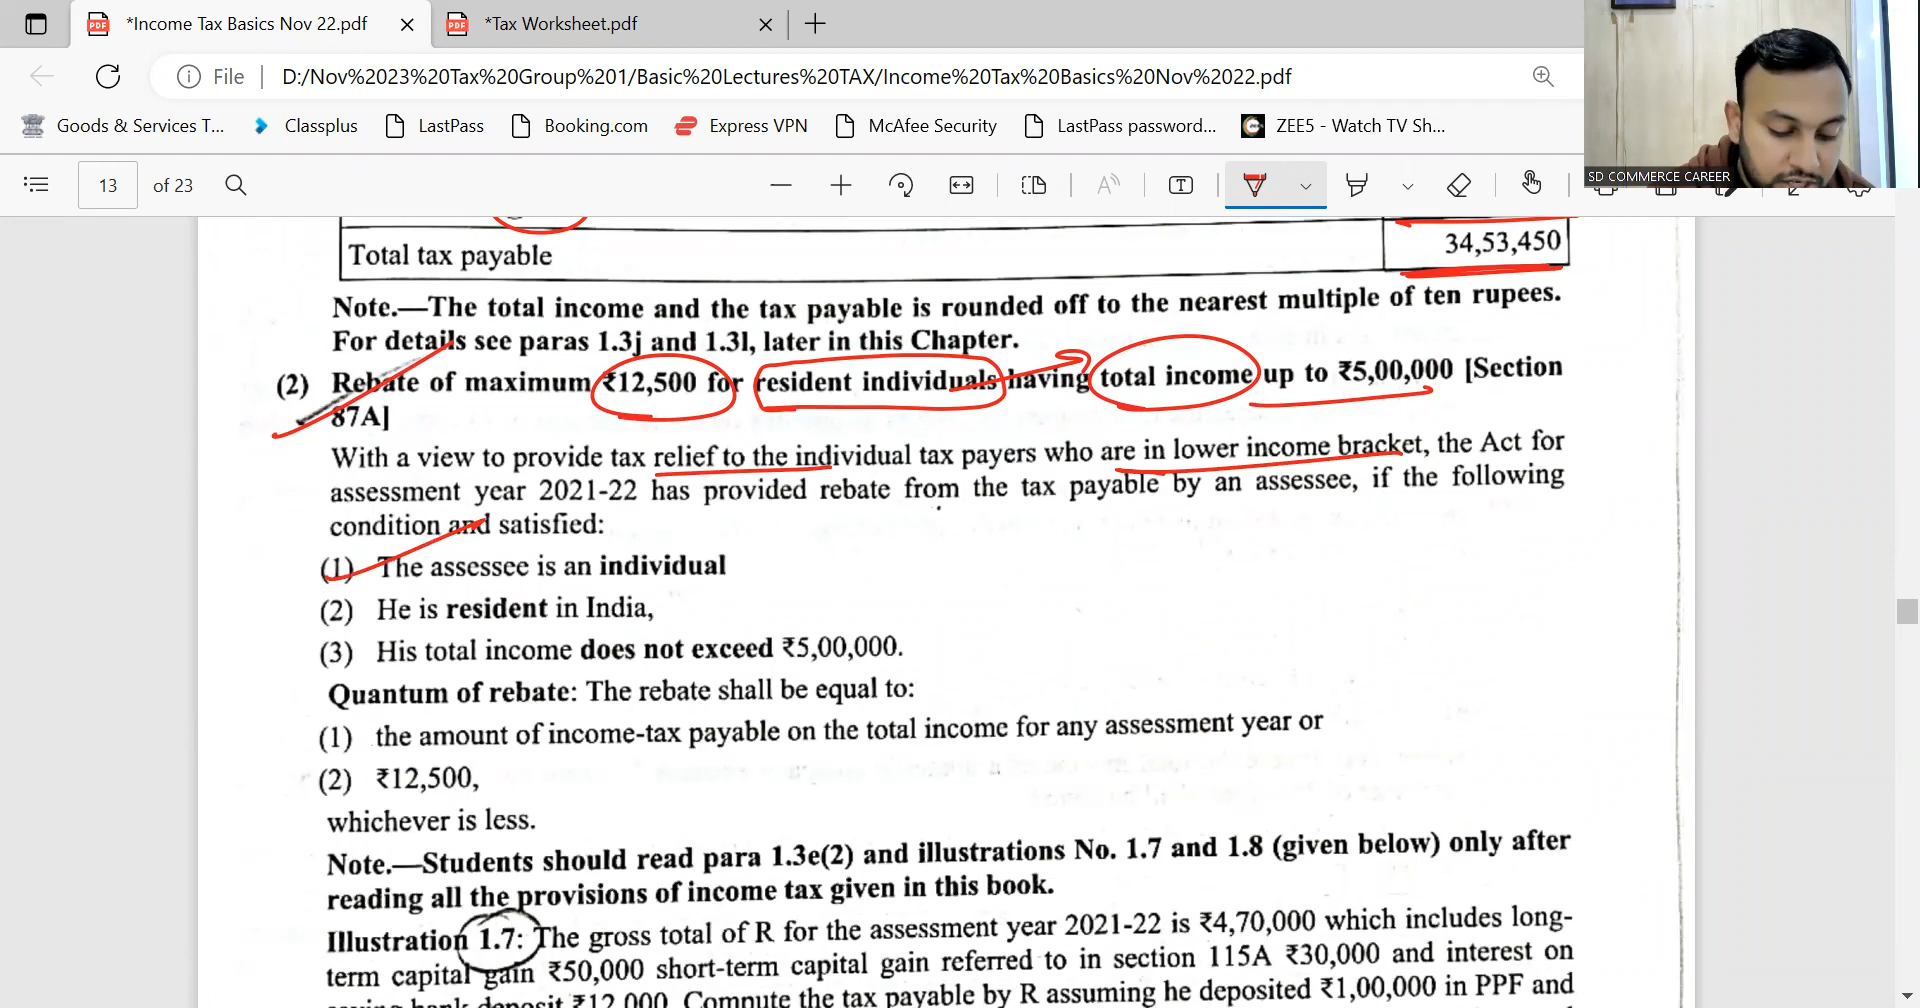 *Income Tax Basics Nov 22.pdf
*Tax Worksheet.pdf
File D:/Nov%2023%20Tax%20Group%201/Basic%20Lectures%20TAX/Income%20Tax%20Basics%20Nov%2022.pdf
Goods & Services T... Classplus LastPass Booking.com Express VPN McAfee Security LastPass password... ZEE5 - Watch TV Sh...
SD COMMERCE CAREER
13 of 23
Total tax payable 34,53,450
Note.—The total income and the tax payable is rounded off to the nearest multiple of ten rupees.
For details see paras 1.3j and 1.3l, later in this Chapter.
(2) Rebate of maximum ₹12,500 for resident individuals having total income up to ₹5,00,000 [Section
87A]
With a view to provide tax relief to the individual tax payers who are in lower income bracket, the Act for
assessment year 2021-22 has provided rebate from the tax payable by an assessee, if the following
condition and satisfied:
(1) The assessee is an individual
(2) He is resident in India,
(3) His total income does not exceed ₹5,00,000.
Quantum of rebate: The rebate shall be equal to:
(1) the amount of income-tax payable on the total income for any assessment year or
(2) ₹12,500,
whichever is less.
Note.—Students should read para 1.3e(2) and illustrations No. 1.7 and 1.8 (given below) only after
reading all the provisions of income tax given in this book.
Illustration 1.7: The gross total of R for the assessment year 2021-22 is ₹4,70,000 which includes long-
term capital gain ₹50,000 short-term capital gain referred to in section 115A ₹30,000 and interest on
deposit ₹12,000. Compute the tax payable by R assuming he deposited ₹1,00,000 in PPF and